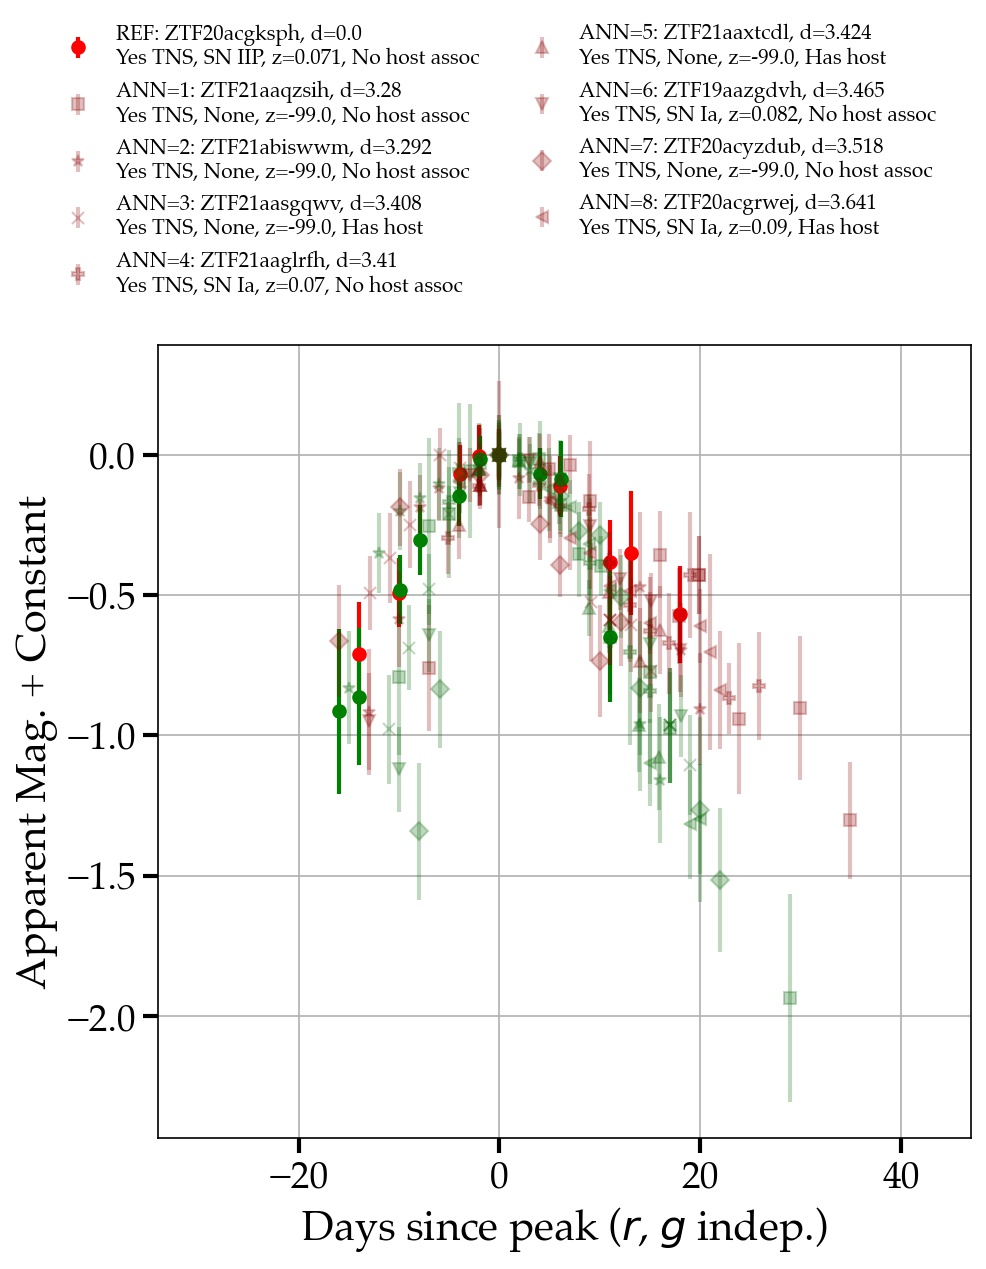 REF: ZTF20acgksph, d=0.0
Yes TNS, SN IIP, z=0.071, No host assoc
ANN=1: ZTF21aaqzsih, d=3.28
Yes TNS, None, z=-99.0, No host assoc
ANN=2: ZTF21abiswwm, d=3.292
Yes TNS, None, z=-99.0, No host assoc
ANN=3: ZTF21aasgqwv, d=3.408
Yes TNS, None, z=-99.0, Has host
ANN=4: ZTF21aaglrfh, d=3.41
Yes TNS, SN Ia, z=0.07, No host assoc
ANN=5: ZTF21aaxtcdl, d=3.424
Yes TNS, None, z=-99.0, Has host
ANN=6: ZTF19aazgdvh, d=3.465
Yes TNS, SN Ia, z=0.082, No host assoc
ANN=7: ZTF20acyzdub, d=3.518
Yes TNS, None, z=-99.0, No host assoc
ANN=8: ZTF20acgrwej, d=3.641
Yes TNS, SN Ia, z=0.09, Has host
Apparent Mag. + Constant
0.0
−0.5
−1.0
−1.5
−2.0
−20
0
20
40
Days since peak (r, g indep.)